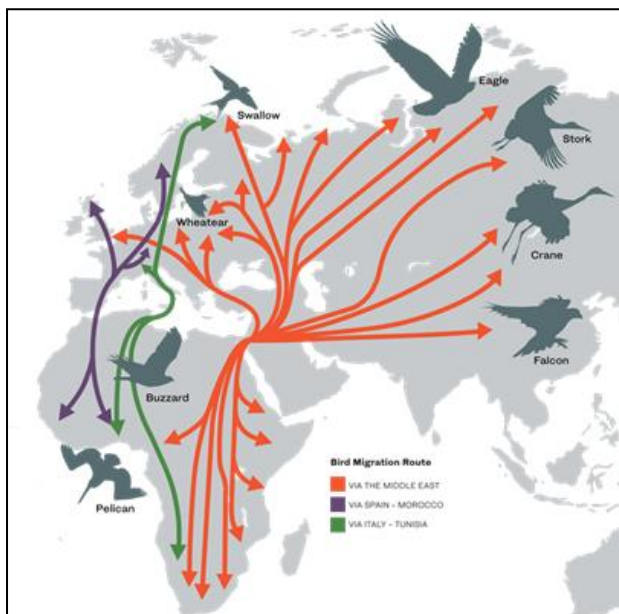 Eagle
Swallow
Stork
Wheatear
Crane
Falcon
Buzzard
Pelican
Bird Migration Route
VIA THE MIDDLE EAST
VIA SPAIN - MOROCCO
VIA ITALY - TUNISIA